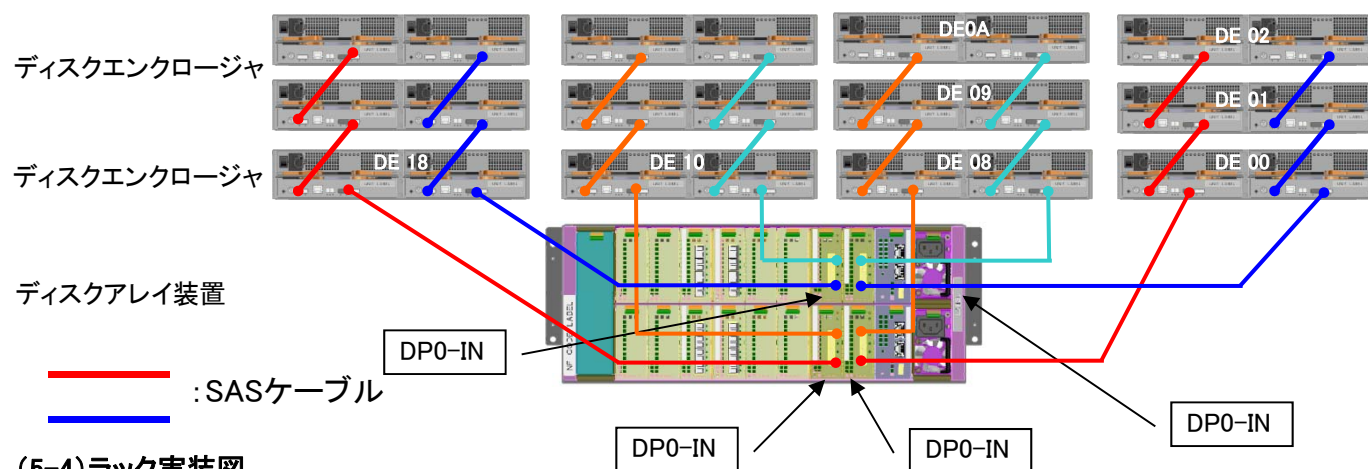 DE0A
DE 02
ディスクエンクロージャ
DE 09
DE 01
ディスクエンクロージャ
DE 18
DE 10
DE 08
DE 00
ディスクアレイ装置
NF CODE LABEL
DP0-IN
:SASケーブル
DP0-IN
DP0-IN
DP0-IN
(5-4)ラック実装図